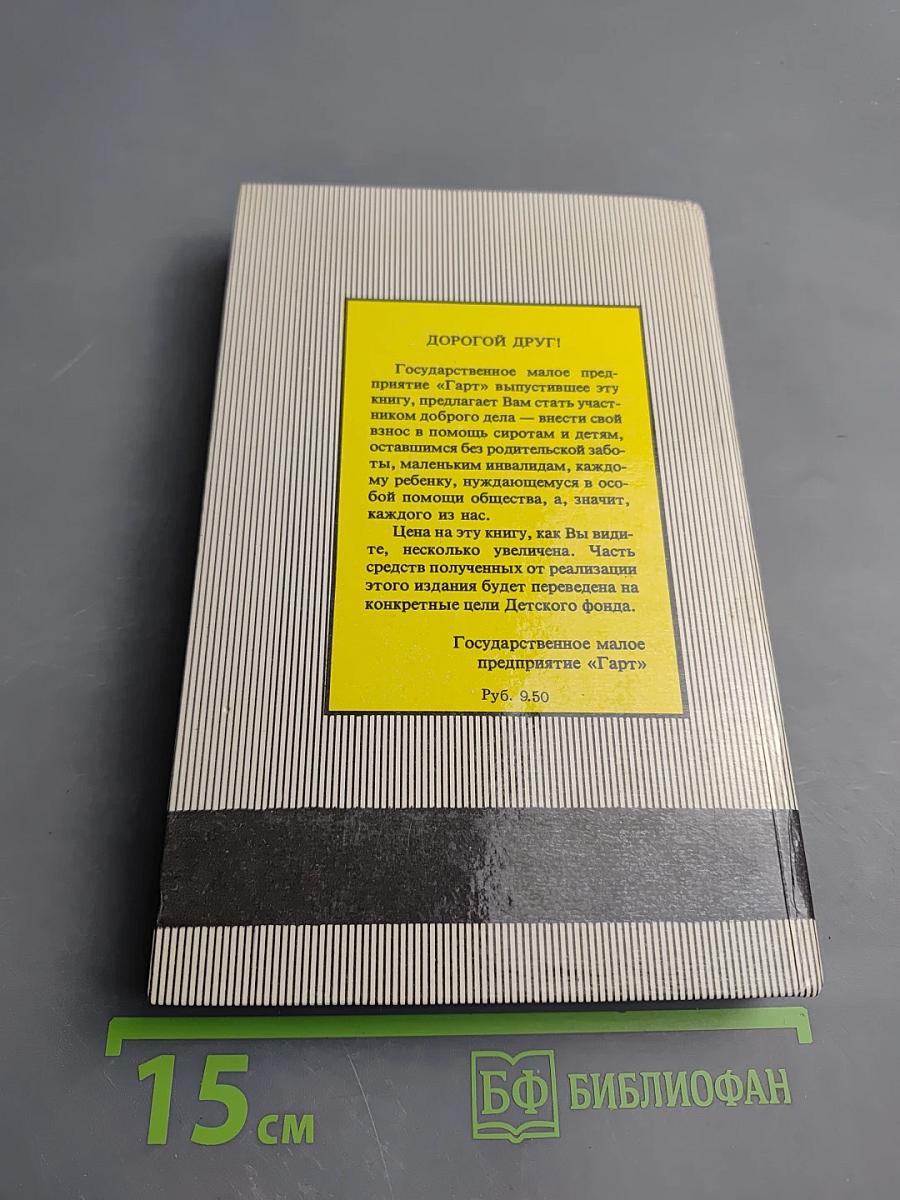 ДОРОГОЙ ДРУГ!
Государственное малое пред-
приятие «Гарт» выпустившее эту
книгу, предлагает Вам стать участ-
ником доброго дела — внести свой
взнос в помощь сиротам и детям,
оставшимся без родительской забо-
ты, маленьким инвалидам, каждо-
му ребенку, нуждающемуся в осо-
бой помощи общества, а, значит,
каждого из нас.
Цена на эту книгу, как Вы види-
те, несколько увеличена. Часть
средств полученных от реализации
этого издания будет переведена на
конкретные цели Детского фонда.
Государственное малое
предприятие «Гарт»
Руб. 9.50
15 см
БФ БИБЛИОФАН